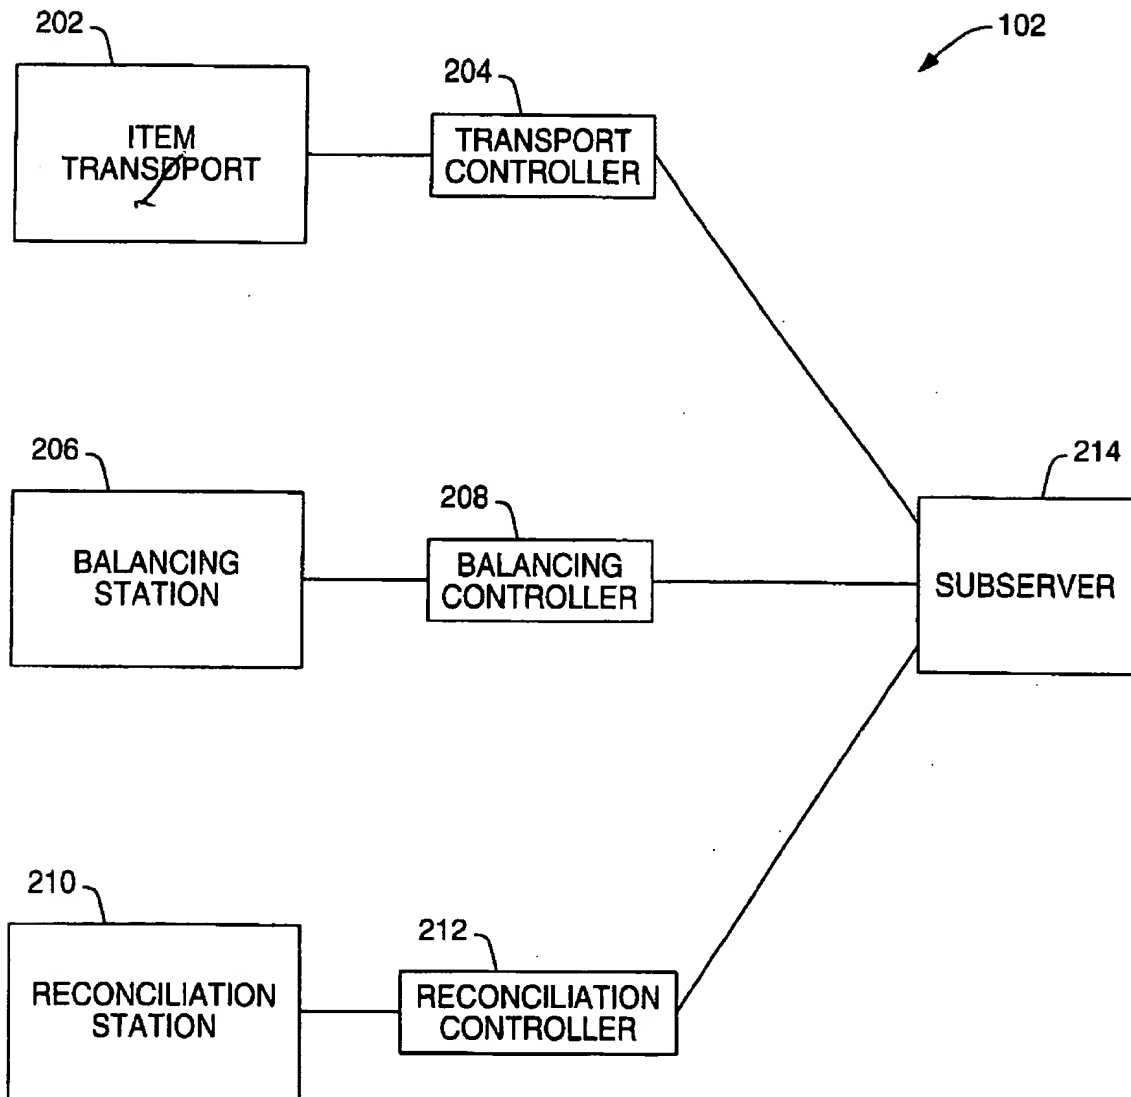 202
102
204
ITEM
TRANSDPORT
TRANSPORT
CONTROLLER
206
214
208
BALANCING
STATION
BALANCING
CONTROLLER
SUBSERVER
210
212
RECONCILIATION
STATION
RECONCILIATION
CONTROLLER